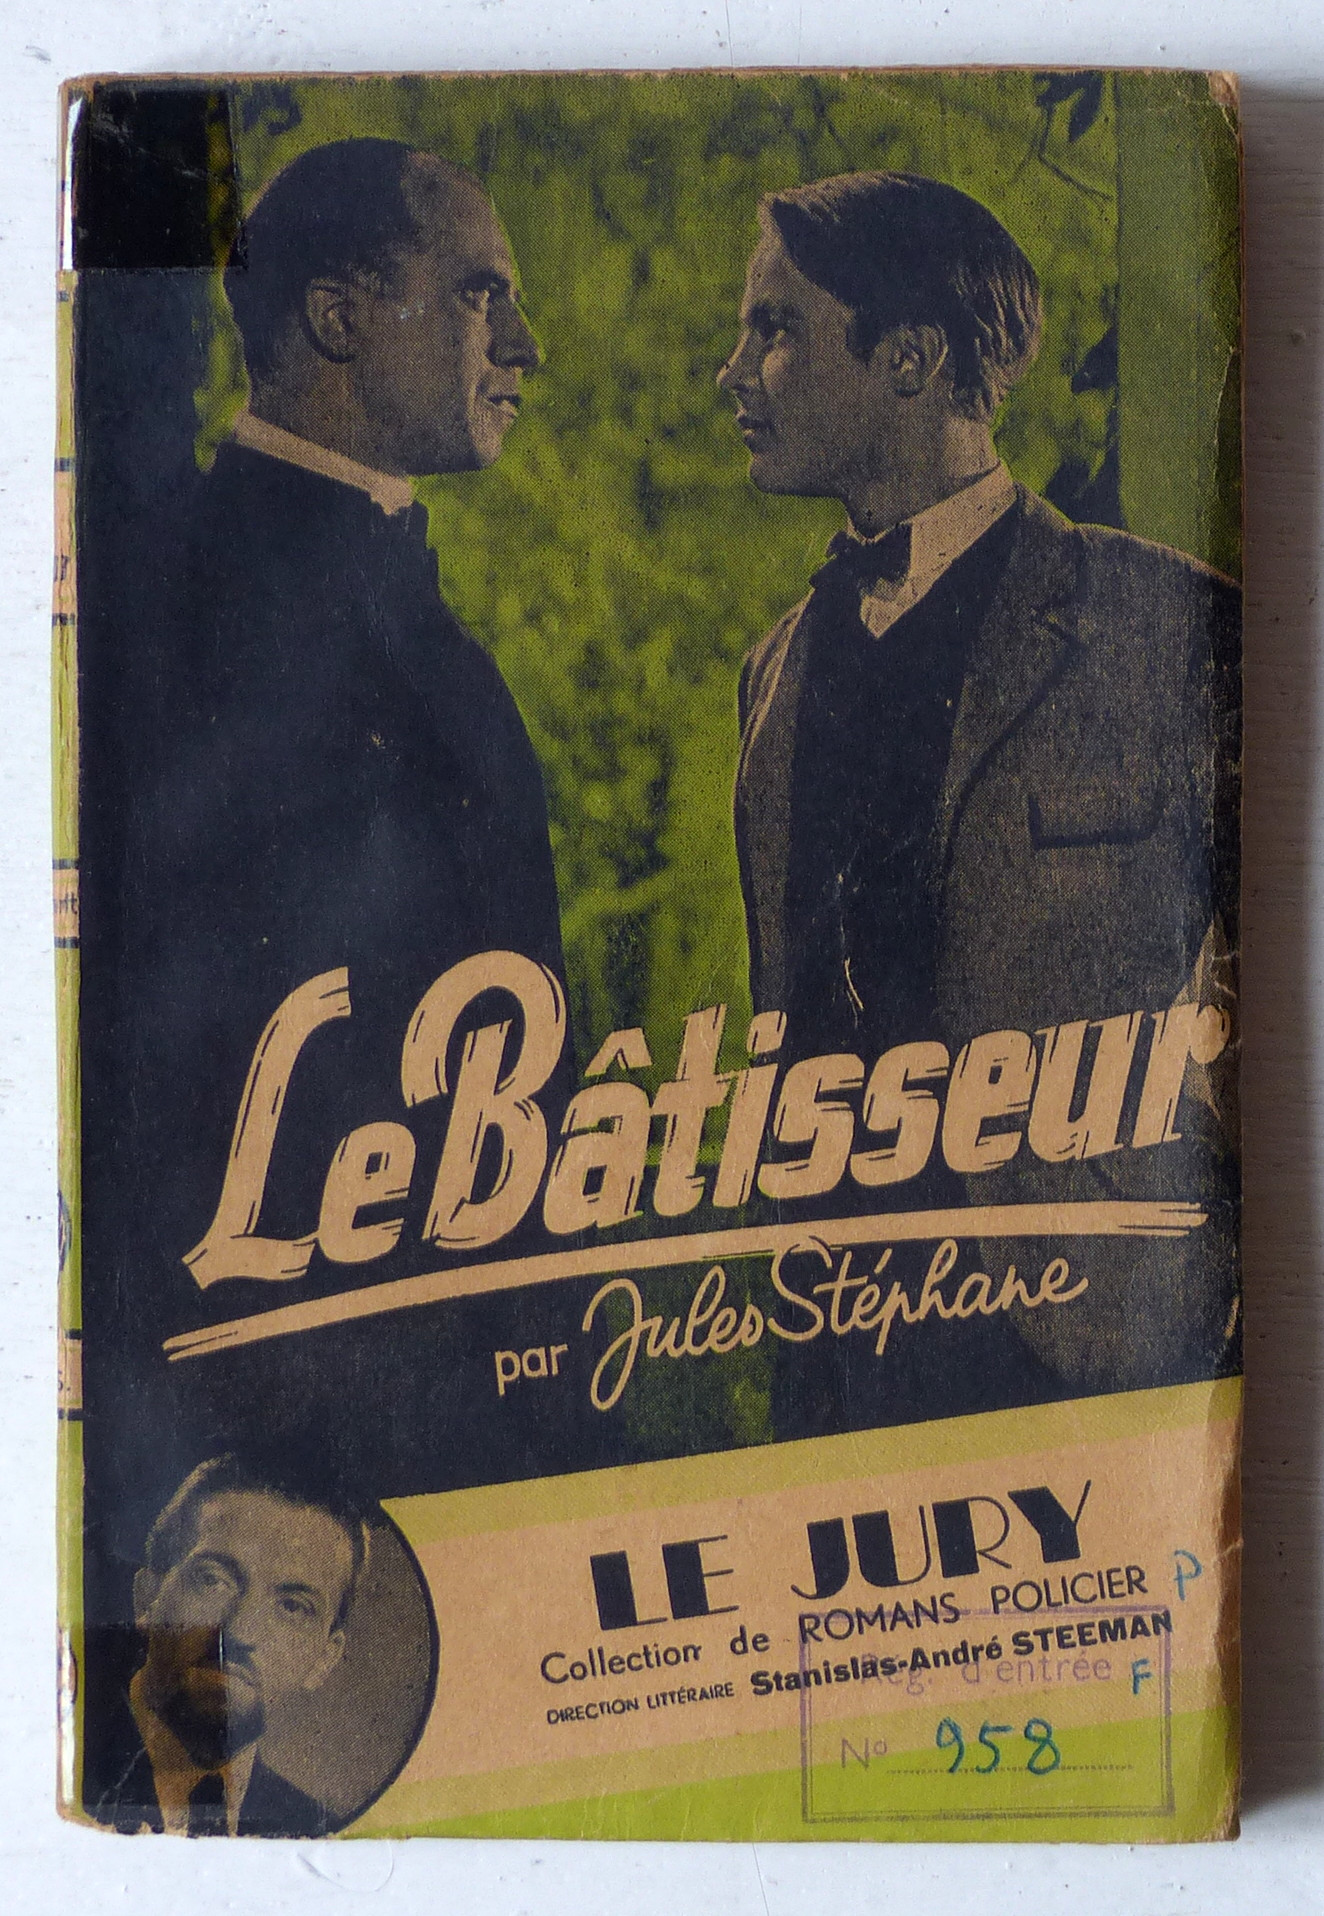 Le Bâtisseur
par Jules Stéphane
LE JURY
Collection de ROMANS POLICIER
DIRECTION LITTÉRAIRE Stanislas-André STEEMAN
P
Reg. d'entrée F
No 958